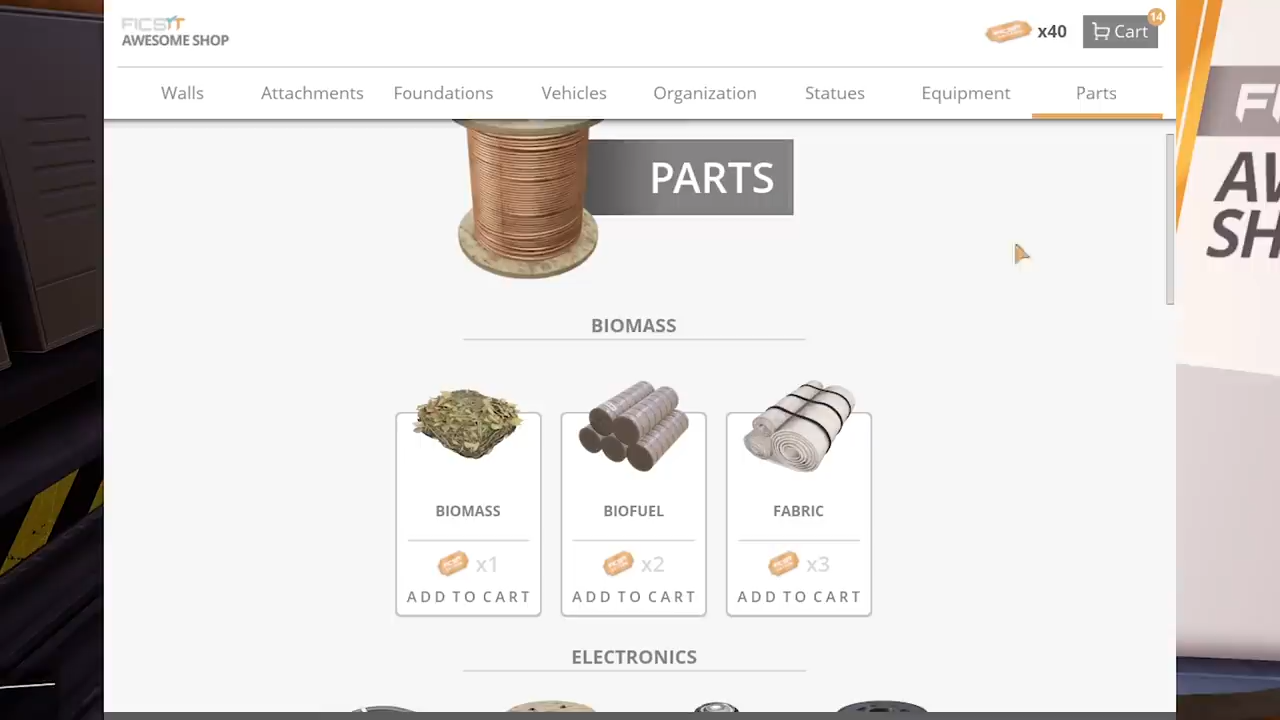 FICSIT
AWESOME SHOP
x40
14
Cart
Walls
Attachments
Foundations
Vehicles
Organization
Statues
Equipment
Parts
PARTS
BIOMASS
BIOMASS
x1
ADD TO CART
BIOFUEL
x2
ADD TO CART
FABRIC
x3
ADD TO CART
ELECTRONICS